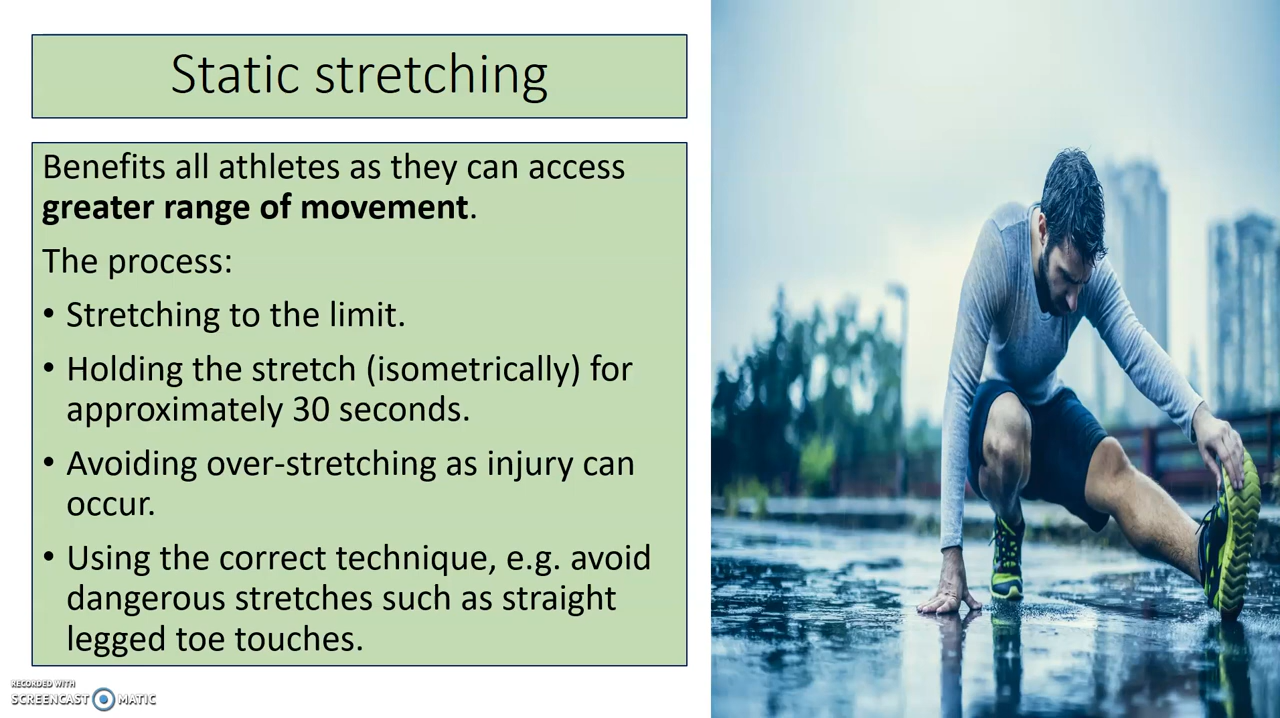 Static stretching
Benefits all athletes as they can access
greater range of movement.
The process:
• Stretching to the limit.
• Holding the stretch (isometrically) for
approximately 30 seconds.
• Avoiding over-stretching as injury can
occur.
• Using the correct technique, e.g. avoid
dangerous stretches such as straight
legged toe touches.
RECORDED WITH
SCREENCAST MATIC